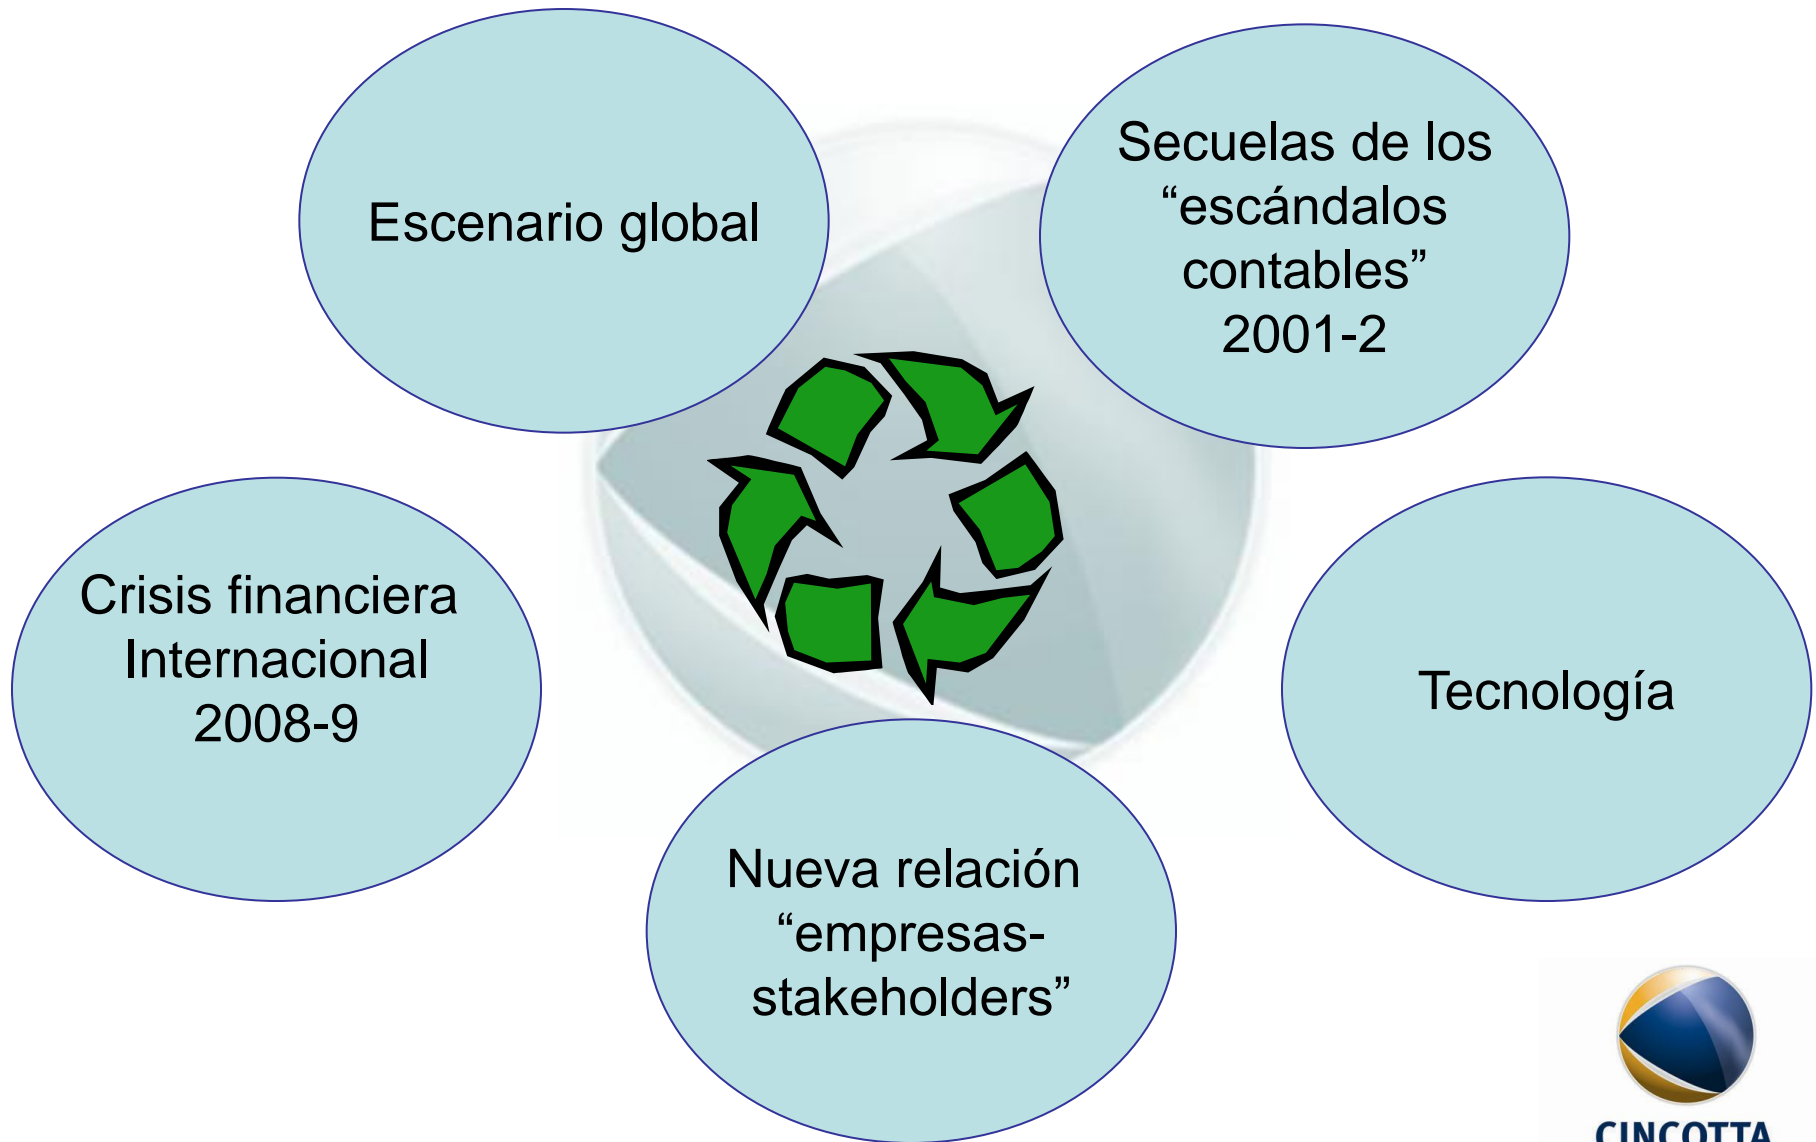 Escenario global
Secuelas de los
“escándalos
contables”
2001-2
Crisis financiera
Internacional
2008-9
Tecnología
Nueva relación
“empresas-
stakeholders”
CINCOTTA